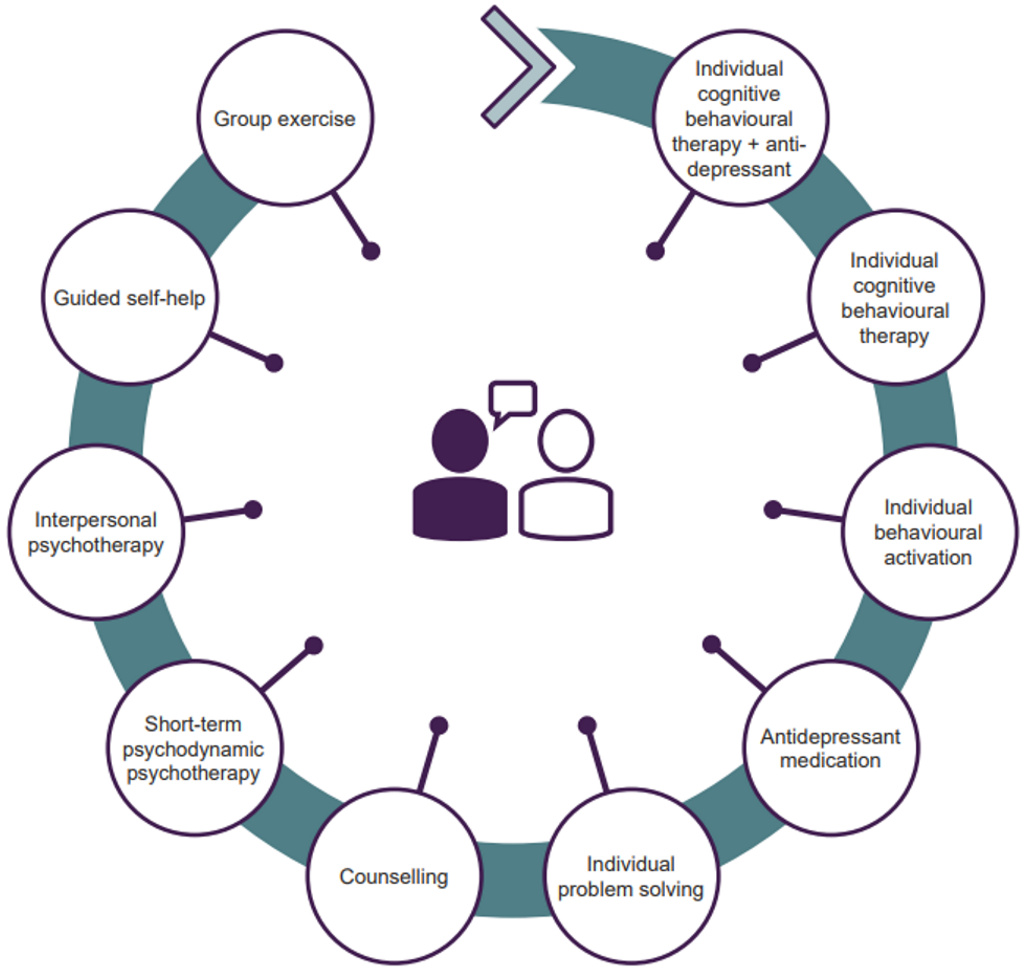 Individual
cognitive
behavioural
therapy + anti-
depressant
Individual
cognitive
behavioural
therapy
Individual
behavioural
activation
Antidepressant
medication
Individual
problem solving
Counselling
Short-term
psychodynamic
psychotherapy
Interpersonal
psychotherapy
Guided self-help
Group exercise